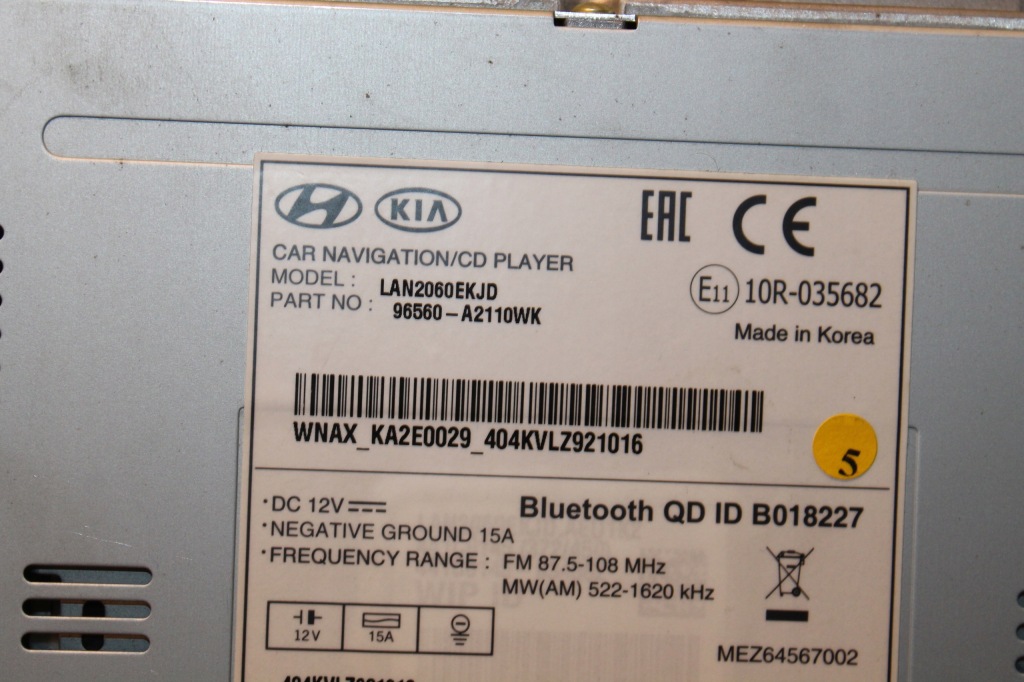 KIA
EAC CE
CAR NAVIGATION/CD PLAYER
MODEL : LAN2060EKJD
PART NO : 96560-A2110WK
E11 10R-035682
Made in Korea
WNAX_KA2E0029_404KVLZ921016
5
· DC 12V
Bluetooth QD ID B018227
· NEGATIVE GROUND 15A
· FREQUENCY RANGE : FM 87.5-108 MHz
MW(AM) 522-1620 kHz
12V 15A
MEZ64567002